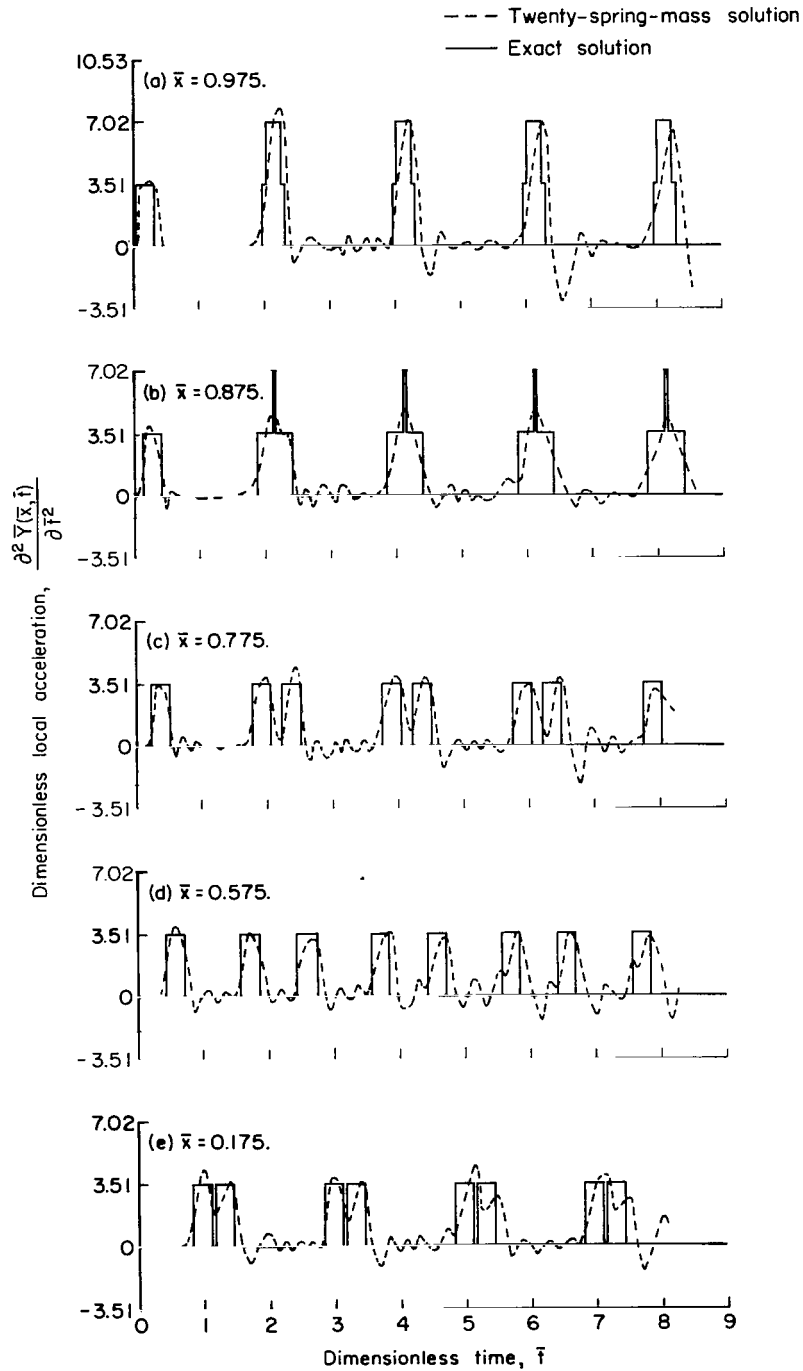 Twenty-spring-mass solution
Exact solution
10.53
(a) x̄ = 0.975.
7.02
3.51
0
-3.51
7.02
(b) x̄ = 0.875.
3.51
0
-3.51
7.02
(c) x̄ = 0.775.
3.51
0
-3.51
7.02
(d) x̄ = 0.575.
3.51
0
-3.51
7.02
(e) x̄ = 0.175.
3.51
0
-3.51
0 1 2 3 4 5 6 7 8 9
Dimensionless time, t̄
Dimensionless local acceleration, ∂²Ȳ(x̄,t̄)/∂t̄²